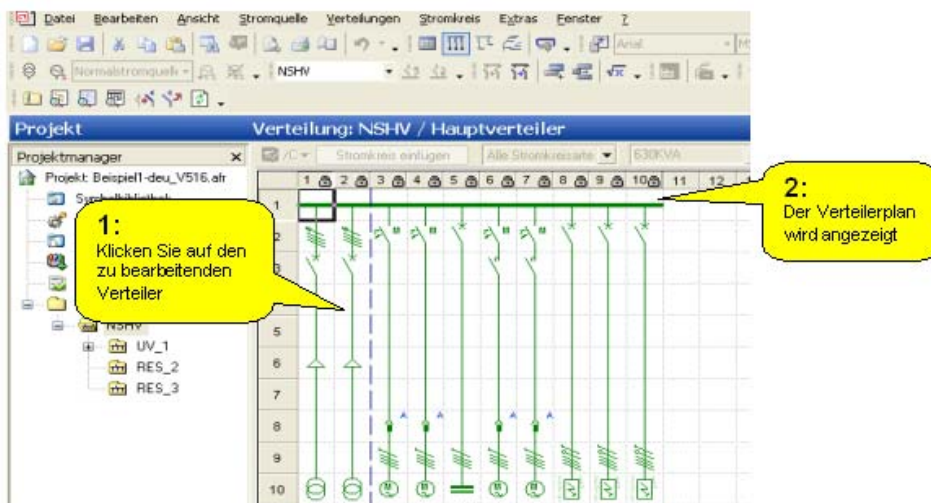 Datei Bearbeiten Ansicht Stromquelle Verteilungen Stromkreis Extras Fenster ?
Arial
Normalstromquelle NSHV
Projekt Verteilung: NSHV / Hauptverteiler
Projektmanager x Stromkreis einfügen Alle Stromkreisarte 630KVA
Projekt: Beispiel1-deu_V516.afr
1 2 3 4 5 6 7 8 9 10 11 12
1
2
5
6
7
8
9
10
NSHV
UV_1
RES_2
RES_3
1:
Klicken Sie auf den
zu bearbeitenden
Verteiler
2:
Der Verteilerplan
wird angezeigt